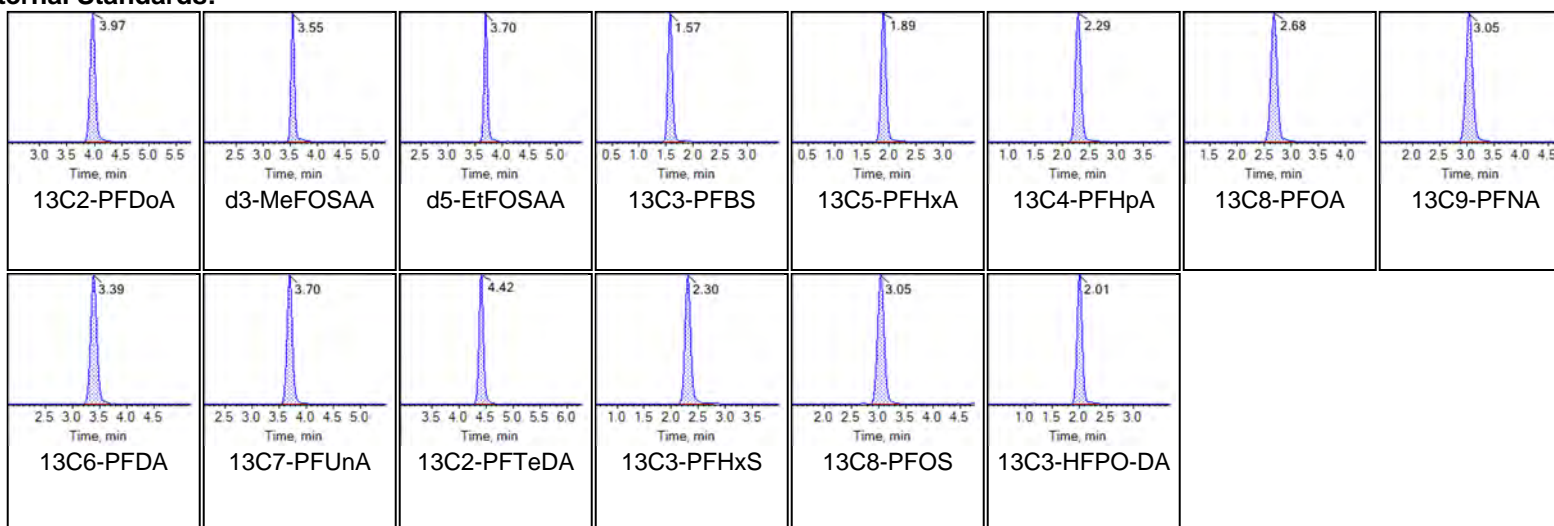 ternal Standards:
3.97 3.55 3.70 1.57 1.89 2.29 2.68 3.05
3.0 3.5 4.0 4.5 5.0 5.5 2.5 3.0 3.5 4.0 4.5 5.0 2.5 3.0 3.5 4.0 4.5 5.0 0.5 1.0 1.5 2.0 2.5 3.0 0.5 1.0 1.5 2.0 2.5 3.0 1.0 1.5 2.0 2.5 3.0 3.5 1.5 2.0 2.5 3.0 3.5 4.0 2.0 2.5 3.0 3.5 4.0 4.5
Time, min Time, min Time, min Time, min Time, min Time, min Time, min Time, min
13C2-PFDoA d3-MeFOSAA d5-EtFOSAA 13C3-PFBS 13C5-PFHxA 13C4-PFHpA 13C8-PFOA 13C9-PFNA
3.39 3.70 4.42 2.30 3.05 2.01
2.5 3.0 3.5 4.0 4.5 2.5 3.0 3.5 4.0 4.5 5.0 3.5 4.0 4.5 5.0 5.5 6.0 1.0 1.5 2.0 2.5 3.0 3.5 2.0 2.5 3.0 3.5 4.0 4.5 1.0 1.5 2.0 2.5 3.0
Time, min Time, min Time, min Time, min Time, min Time, min
13C6-PFDA 13C7-PFUnA 13C2-PFTeDA 13C3-PFHxS 13C8-PFOS 13C3-HFPO-DA